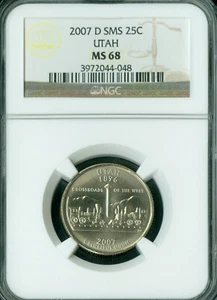 2007 D SMS 25C
UTAH
MS 68
3972044-048
NGC
UTAH
1896
CROSSROADS OF THE WEST
2007